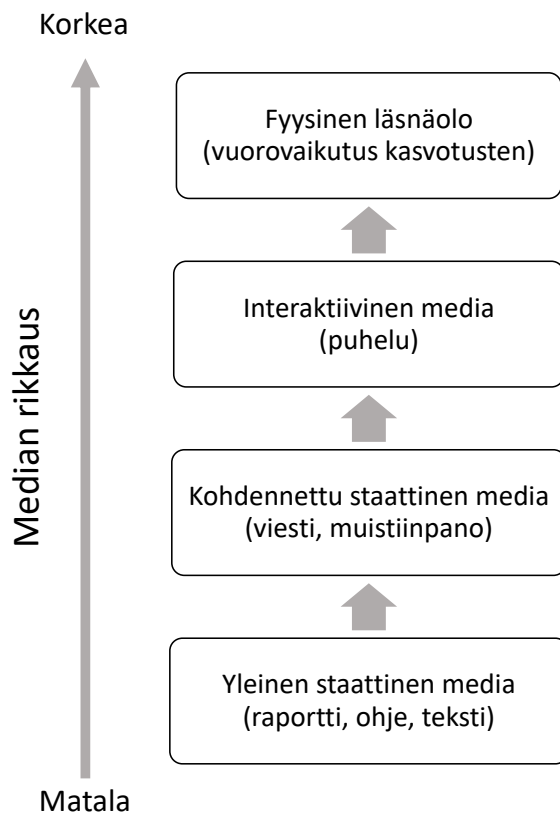 Korkea
Fyysinen läsnäolo
(vuorovaikutus kasvotusten)
Interaktiivinen media
(puhelu)
Median rikkaus
Kohdennettu staattinen media
(viesti, muistiinpano)
Yleinen staattinen media
(raportti, ohje, teksti)
Matala